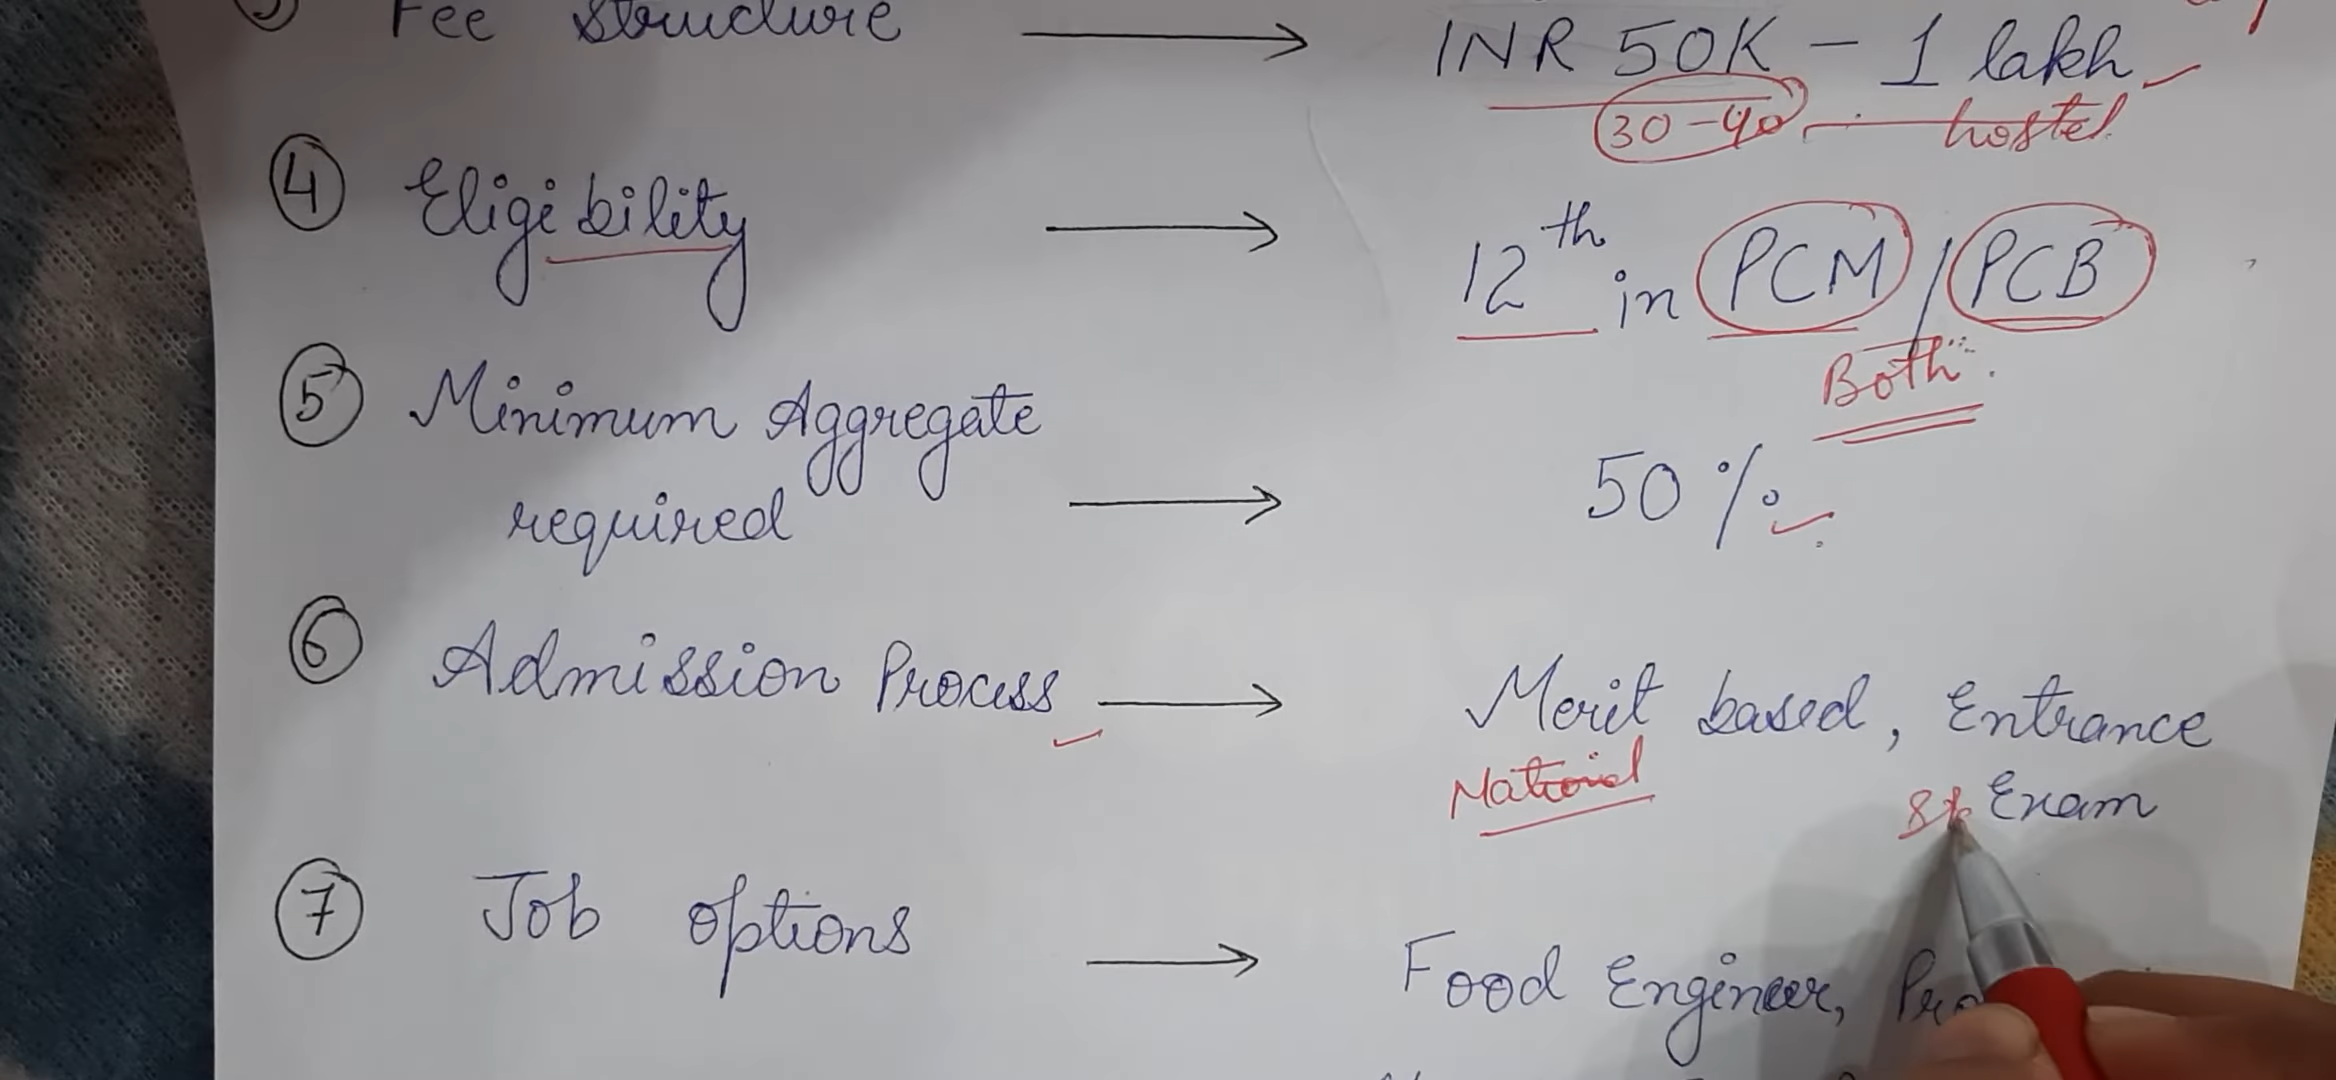 Fee Structure → INR 50K - 1 lakh
30-40 — hostel
④ Eligibility → 12th in PCM / PCB
Both
⑤ Minimum Aggregate
required → 50%
⑥ Admission Process → Merit based, Entrance
National Exam
⑦ Job options → Food Engineer,